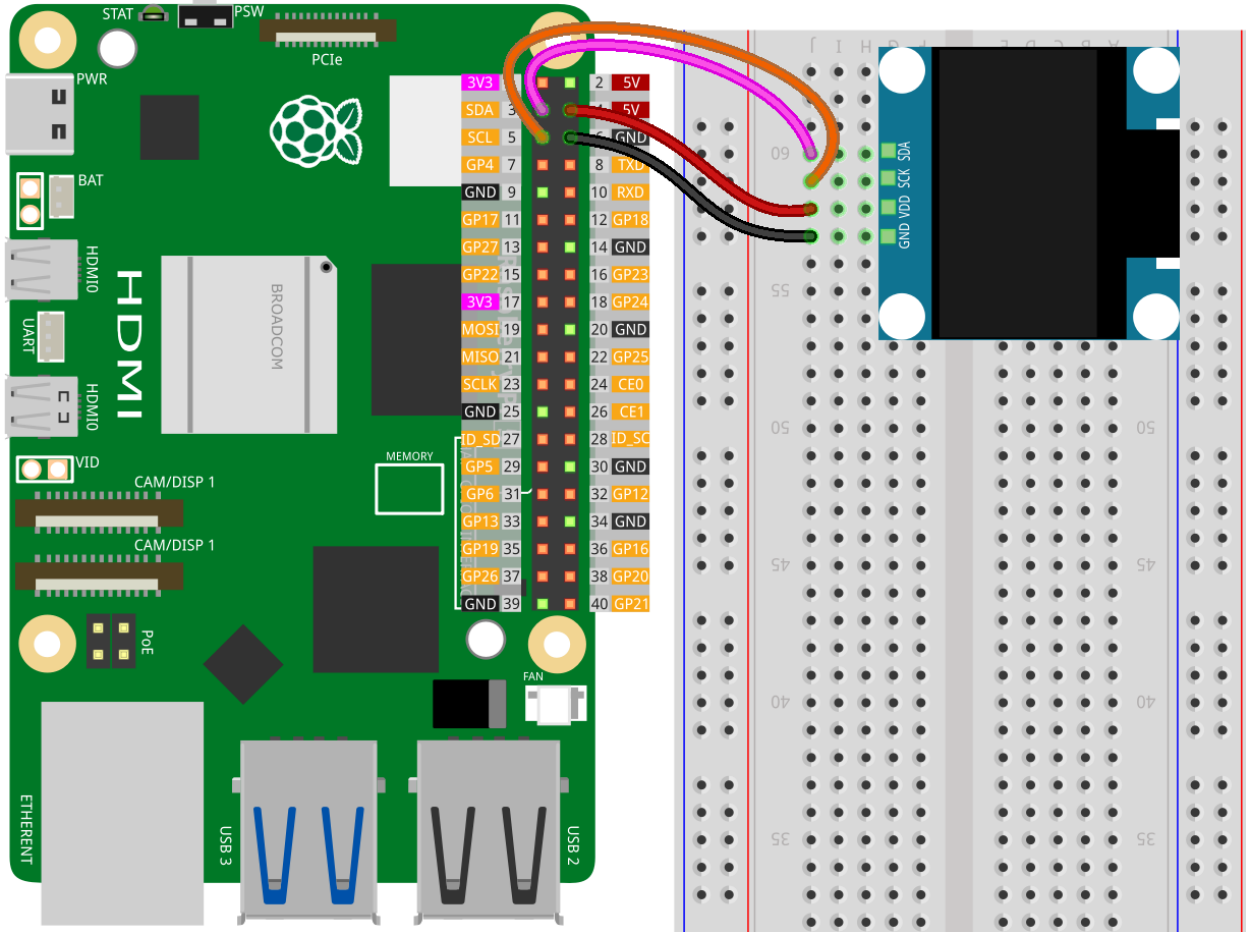 STAT
PSW
PCIe
PWR
BAT
HDMI0
UART
HDMI0
HDMI
BROADCOM
VID
MEMORY
CAM/DISP 1
CAM/DISP 1
PoE
FAN
ETHERENT
USB 3
USB 2
3V3 2 5V
SDA 3 5V
SCL 5 6 GND
GP4 7 8 TXD
GND 9 10 RXD
GP17 11 12 GP18
GP27 13 14 GND
GP22 15 16 GP23
3V3 17 18 GP24
MOSI 19 20 GND
MISO 21 22 GP25
SCLK 23 24 CE0
GND 25 26 CE1
ID_SD 27 28 ID_SC
GP5 29 30 GND
GP6 31 32 GP12
GP13 33 34 GND
GP19 35 36 GP16
GP26 37 38 GP20
GND 39 40 GP21
J I H
60
55
50 50
45 45
40 40
35 35
SDA
SCK
VDD
GND